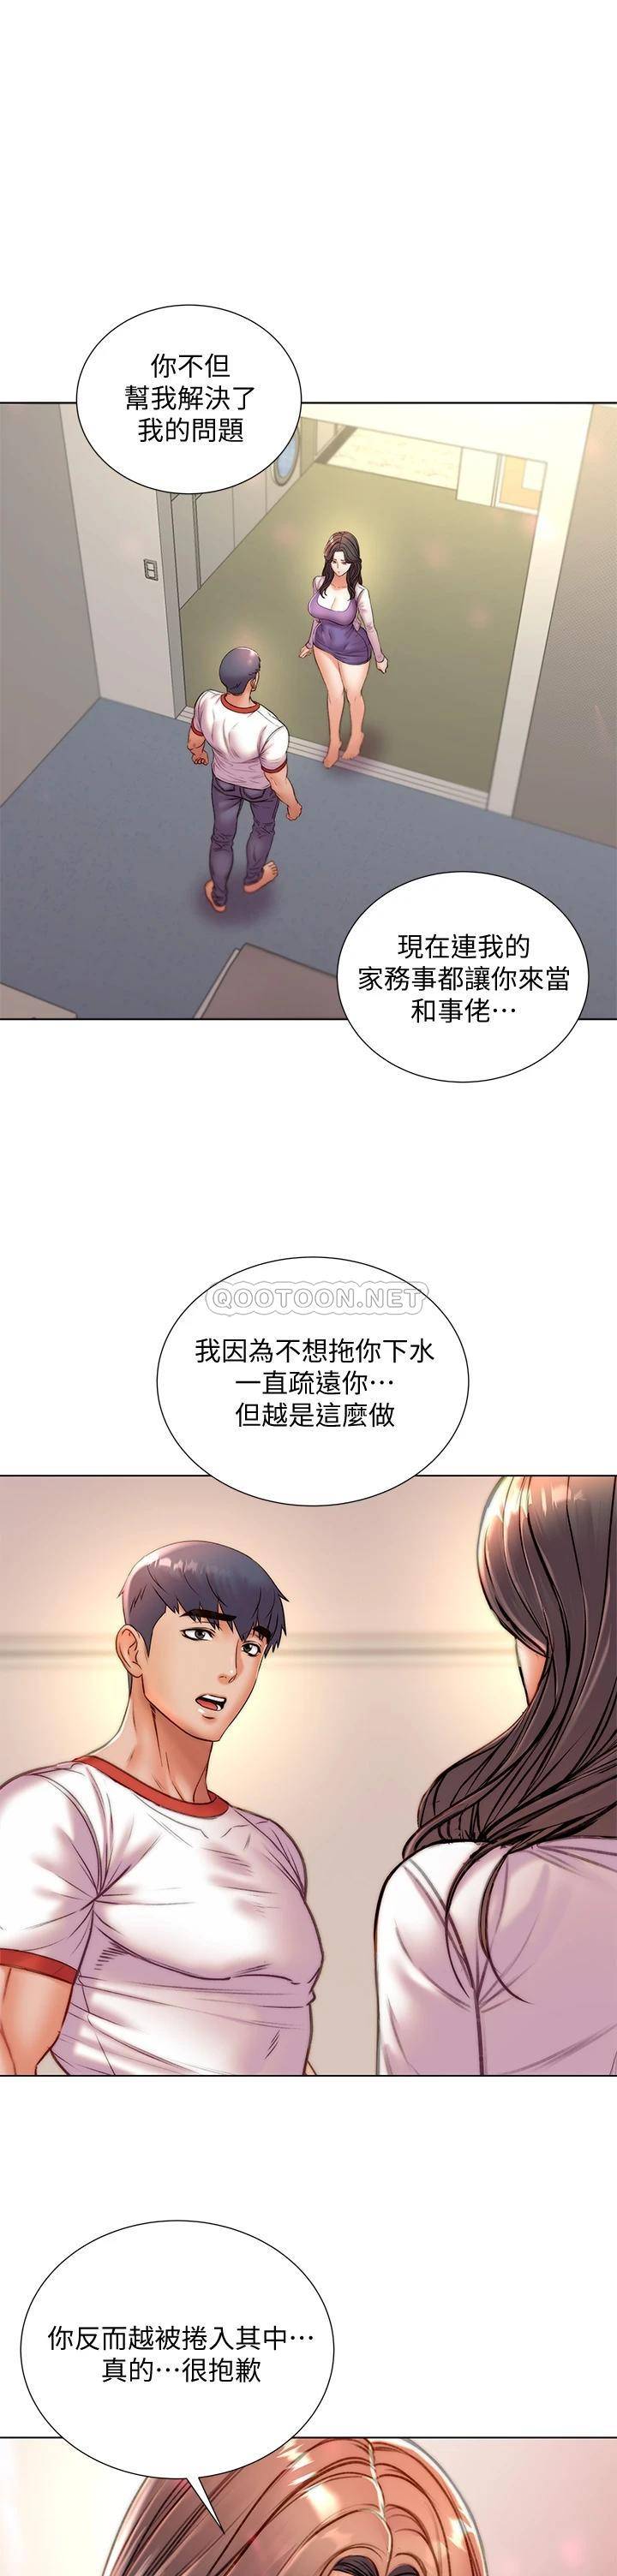 你不但
幫我解決了
我的問題
現在連我的
家務事都讓你來當
和事佬⋯
QOOTOON.NET
我因為不想拖你下水
一直疏遠你⋯
但越是這麼做
你反而越被捲入其中⋯
真的⋯很抱歉